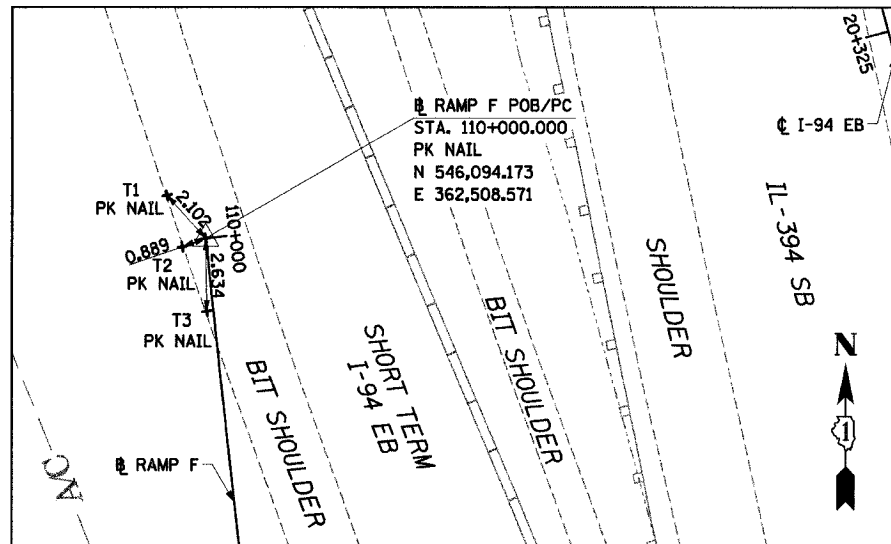 20+325
℄ I-94 EB
IL-394 SB
℄ RAMP F POB/PC
STA. 110+000.000
PK NAIL
N 546,094.173
E 362,508.571
T1
PK NAIL
2.102
110+000
0.889
T2
PK NAIL
2.634
T3
PK NAIL
BIT SHOULDER
SHORT TERM
I-94 EB
BIT SHOULDER
SHOULDER
N
1
RAMP F
A/C